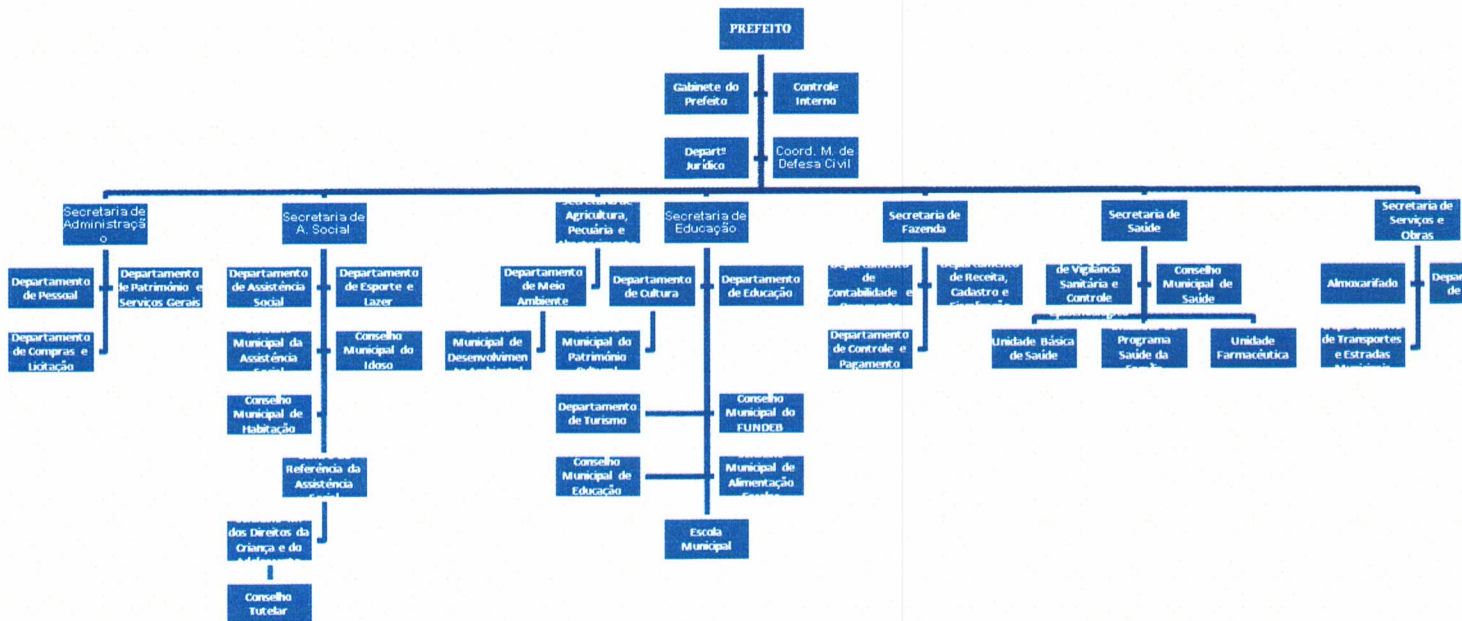 PREFEITO
Gabinete do
Prefeito
Controle
Interno
Departº
Jurídico
Coord. M. de
Defesa Civil
Secretaria de
Administraçã
o
Secretaria de
A. Social
Agricultura,
Pecuária e
Secretaria de
Educação
Secretaria de
Fazenda
Secretaria de
Saúde
Secretaria de
Serviços e
Obras
Departamento
de Pessoal
Departamento
de Patrimônio e
Serviços Gerais
Departamento
de Assistência
Social
Departamento
de Esporte e
Lazer
Departamento
de Meio
Ambiente
Departamento
de Cultura
Departamento
de Educação
de
Contabilidade e
de Receita,
Cadastro e
de Vigilância
Sanitária e
Controle
Conselho
Municipal de
Saúde
Almoxarifado
Depar
de
Departamento
de Compras e
Licitação
Municipal da
Assistência
Conselho
Municipal do
Idoso
Municipal de
Desenvolvimen
Municipal do
Patrimônio
Departamento
de Controle e
Pagamento
Unidade Básica
de Saúde
Programa
Saúde da
Unidade
Farmacêutica
de Transportes
e Estradas
Conselho
Municipal de
Habitação
Departamento
de Turismo
Conselho
Municipal do
FUNDEB
Referência da
Assistência
Conselho
Municipal de
Educação
Municipal de
Alimentação
dos Direitos da
Criança e do
Escola
Municipal
Conselho
Tutelar